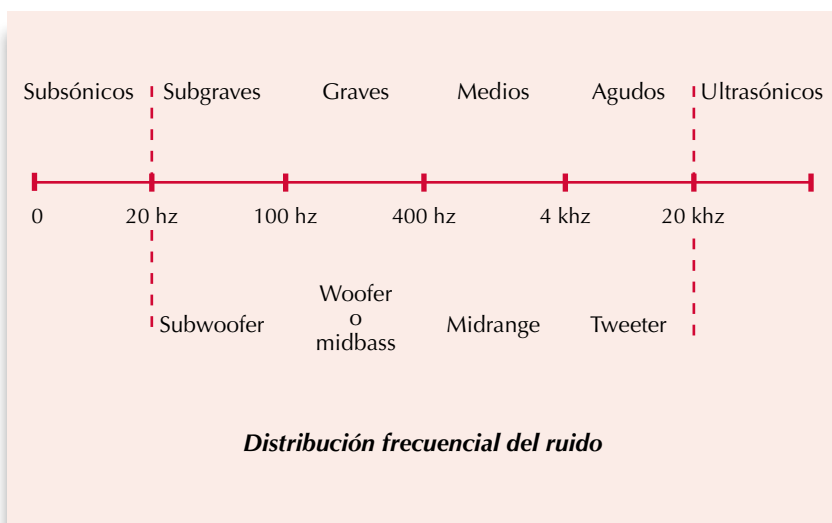 Subsónicos Subgraves Graves Medios Agudos Ultrasónicos
0 20 hz 100 hz 400 hz 4 khz 20 khz
Subwoofer Woofer o midbass Midrange Tweeter
Distribución frecuencial del ruido